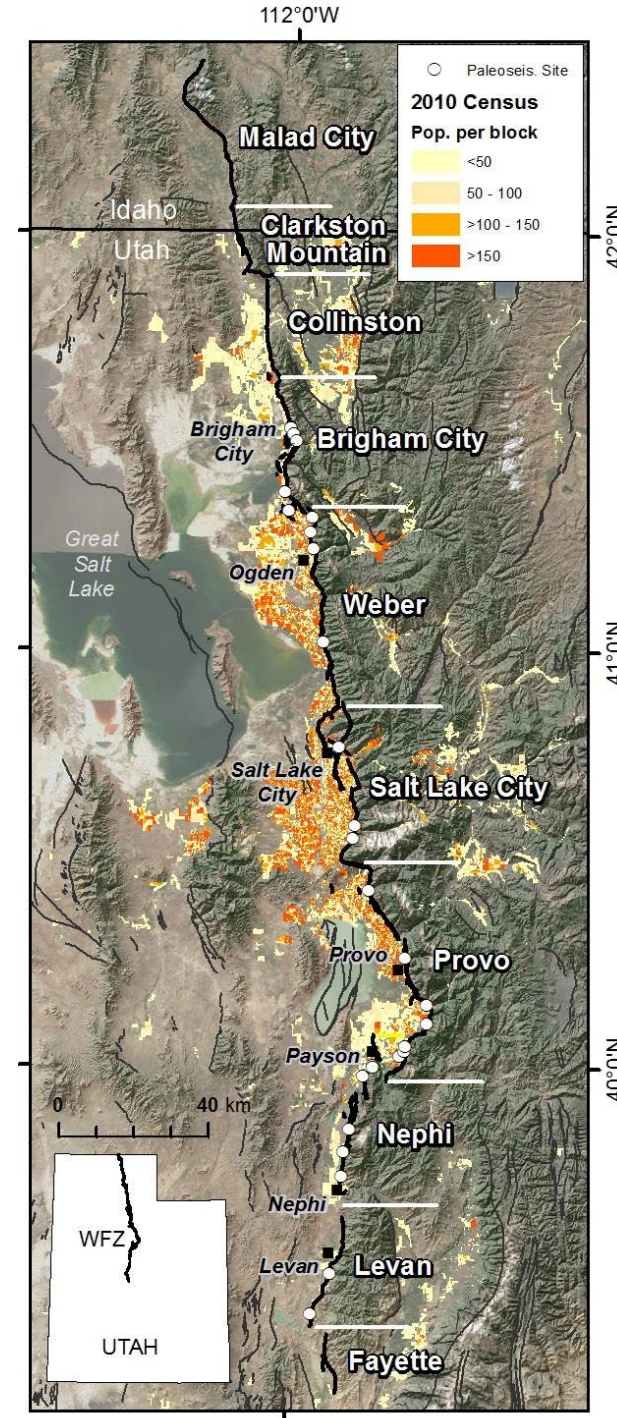 112°0'W
Paleoseis. Site
2010 Census
Pop. per block
<50
50 - 100
>100 - 150
>150
Malad City
Idaho
Utah
42°0'N
Clarkston
Mountain
Collinston
Brigham
City
Brigham City
Great
Salt
Lake
Ogden
Weber
41°0'N
Salt Lake
City
Salt Lake City
Provo
Provo
Payson
40°0'N
0
40 km
Nephi
Nephi
Levan
Levan
Fayette
WFZ
UTAH